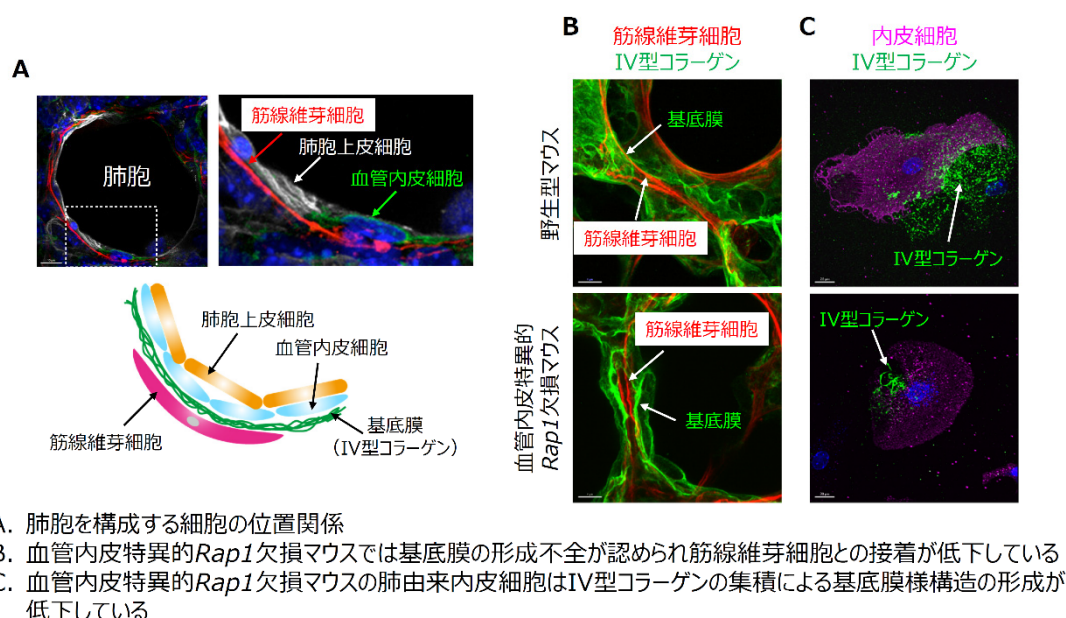 A
肺胞
筋線維芽細胞
肺胞上皮細胞
血管内皮細胞
肺胞上皮細胞
血管内皮細胞
筋線維芽細胞
基底膜
（IV型コラーゲン）
B
筋線維芽細胞
IV型コラーゲン
野生型マウス
基底膜
筋線維芽細胞
血管内皮特異的
Rap1欠損マウス
筋線維芽細胞
基底膜
C
内皮細胞
IV型コラーゲン
IV型コラーゲン
IV型コラーゲン
A. 肺胞を構成する細胞の位置関係
B. 血管内皮特異的Rap1欠損マウスでは基底膜の形成不全が認められ筋線維芽細胞との接着が低下している
C. 血管内皮特異的Rap1欠損マウスの肺由来内皮細胞はIV型コラーゲンの集積による基底膜様構造の形成が
低下している